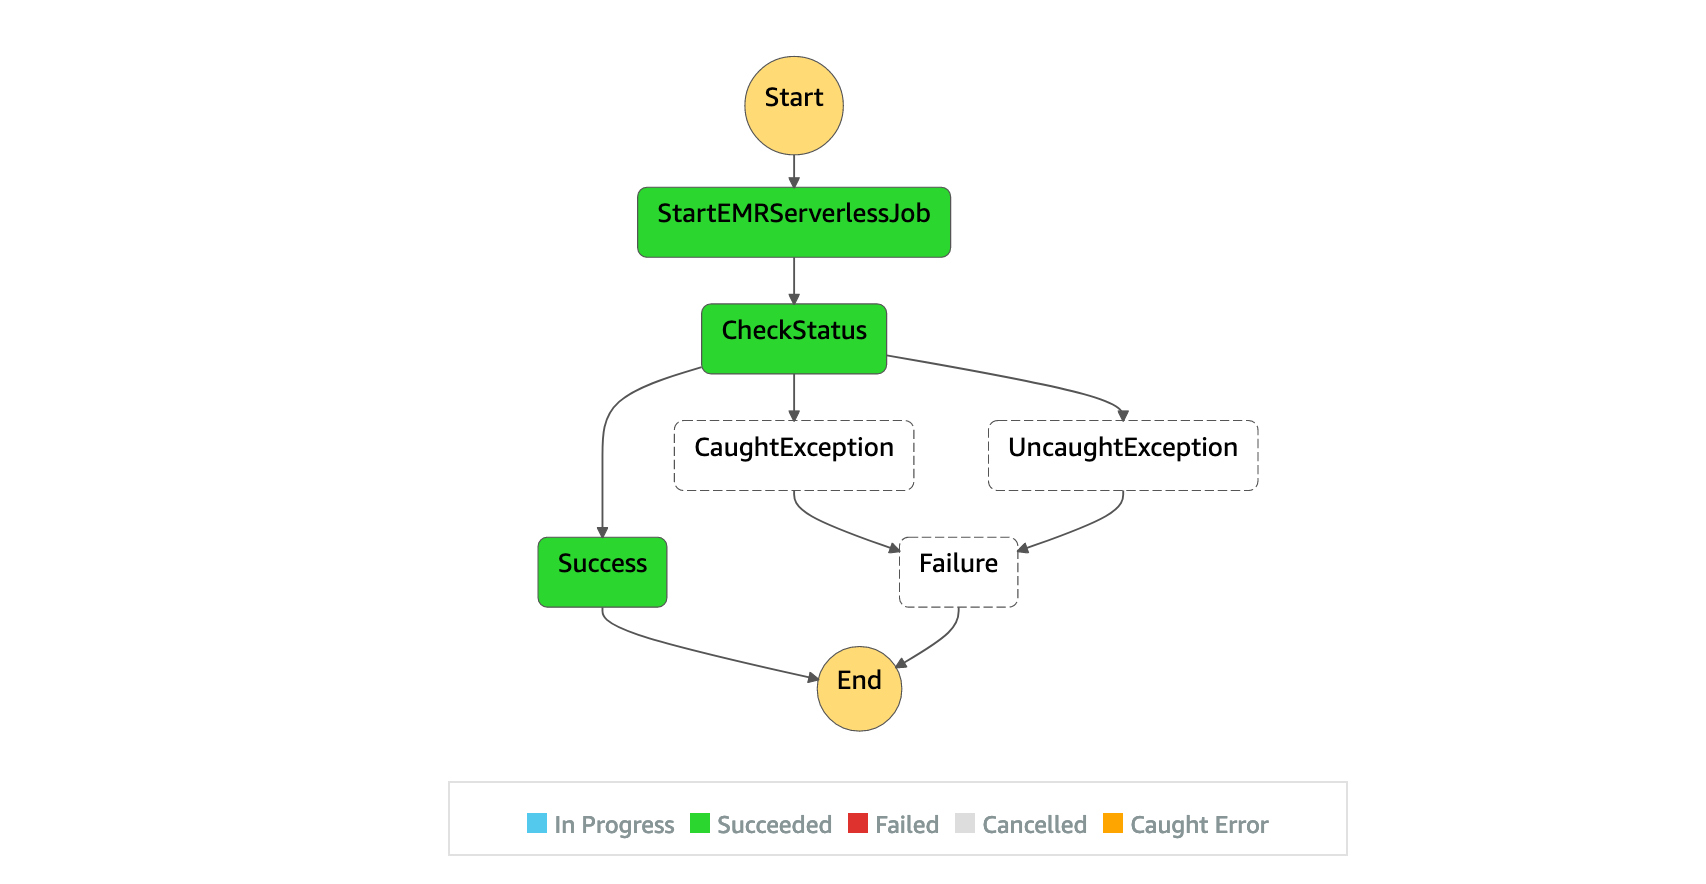 Start
StartEMRServerlessJob
CheckStatus
CaughtException
UncaughtException
Success
Failure
End
In Progress
Succeeded
Failed
Cancelled
Caught Error